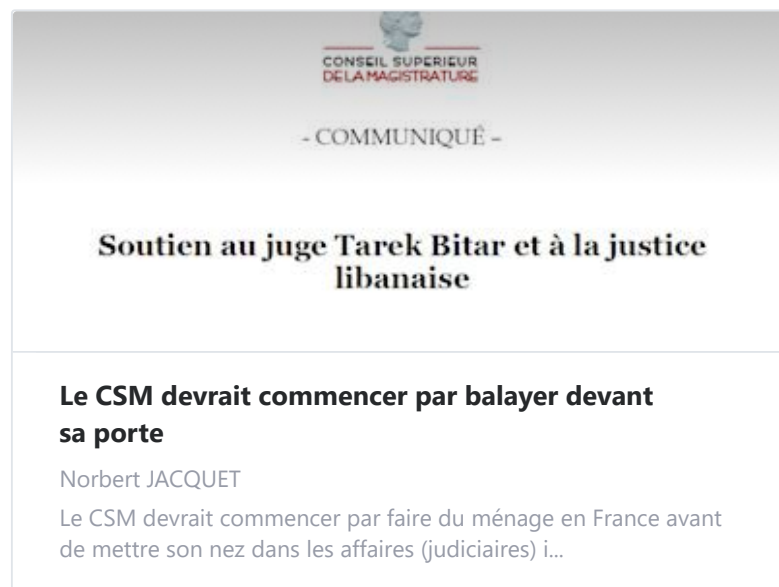 CONSEIL SUPERIEUR
DE LA MAGISTRATURE
- COMMUNIQUÉ –
Soutien au juge Tarek Bitar et à la justice
libanaise
Le CSM devrait commencer par balayer devant
sa porte
Norbert JACQUET
Le CSM devrait commencer par faire du ménage en France avant
de mettre son nez dans les affaires (judiciaires) i...